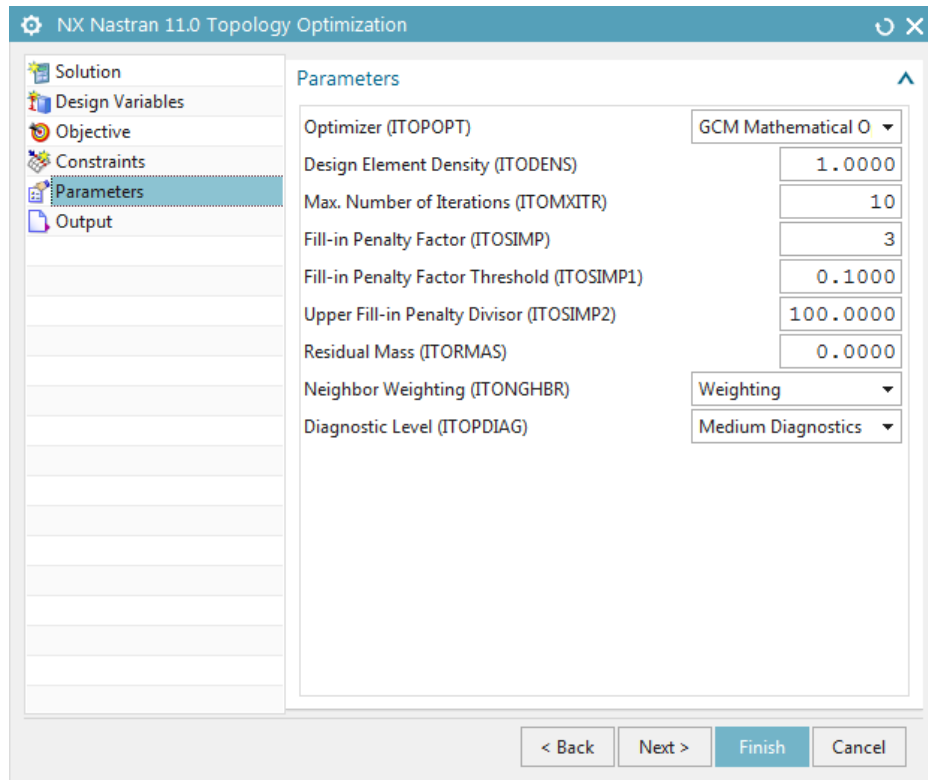 NX Nastran 11.0 Topology Optimization
Solution
Design Variables
Objective
Constraints
Parameters
Output
Parameters
Optimizer (ITOPOPT) GCM Mathematical O
Design Element Density (ITODENS) 1.0000
Max. Number of Iterations (ITOMXITR) 10
Fill-in Penalty Factor (ITOSIMP) 3
Fill-in Penalty Factor Threshold (ITOSIMP1) 0.1000
Upper Fill-in Penalty Divisor (ITOSIMP2) 100.0000
Residual Mass (ITORMAS) 0.0000
Neighbor Weighting (ITONGHBR) Weighting
Diagnostic Level (ITOPDIAG) Medium Diagnostics
< Back Next > Finish Cancel